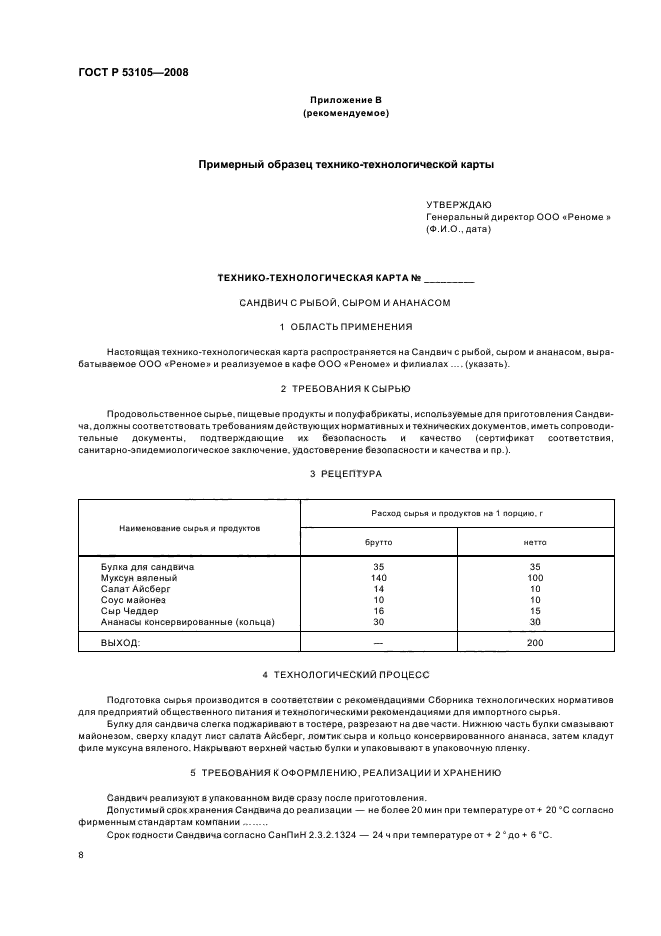 ГОСТ Р 53105—2008
Приложение В
(рекомендуемое)
Примерный образец технико-технологической карты
УТВЕРЖДАЮ
Генеральный директор ООО «Реноме »
(Ф.И.О., дата)
ТЕХНИКО-ТЕХНОЛОГИЧЕСКАЯ КАРТА № _________
САНДВИЧ С РЫБОЙ, СЫРОМ И АНАНАСОМ
1 ОБЛАСТЬ ПРИМЕНЕНИЯ
Настоящая технико-технологическая карта распространяется на Сандвич с рыбой, сыром и ананасом, выра-
батываемое ООО «Реноме» и реализуемое в кафе ООО «Реноме» и филиалах .... (указать).
2 ТРЕБОВАНИЯ К СЫРЬЮ
Продовольственное сырье, пищевые продукты и полуфабрикаты, используемые для приготовления Сандви-
ча, должны соответствовать требованиям действующих нормативных и технических документов, иметь сопроводи-
тельные документы, подтверждающие их безопасность и качество (сертификат соответствия,
санитарно-эпидемиологическое заключение, удостоверение безопасности и качества и пр.).
3 РЕЦЕПТУРА
Наименование сырья и продуктов
Расход сырья и продуктов на 1 порцию, г
брутто нетто
Булка для сандвича 35 35
Муксун вяленый 140 100
Салат Айсберг 14 10
Соус майонез 10 10
Сыр Чеддер 16 15
Ананасы консервированные (кольца) 30 30
ВЫХОД: — 200
4 ТЕХНОЛОГИЧЕСКИЙ ПРОЦЕСС
Подготовка сырья производится в соответствии с рекомендациями Сборника технологических нормативов
для предприятий общественного питания и технологическими рекомендациями для импортного сырья.
Булку для сандвича слегка поджаривают в тостере, разрезают на две части. Нижнюю часть булки смазывают
майонезом, сверху кладут лист салата Айсберг, ломтик сыра и кольцо консервированного ананаса, затем кладут
филе муксуна вяленого. Накрывают верхней частью булки и упаковывают в упаковочную пленку.
5 ТРЕБОВАНИЯ К ОФОРМЛЕНИЮ, РЕАЛИЗАЦИИ И ХРАНЕНИЮ
Сандвич реализуют в упакованном виде сразу после приготовления.
Допустимый срок хранения Сандвича до реализации — не более 20 мин при температуре от + 20 °С согласно
фирменным стандартам компании ........
Срок годности Сандвича согласно СанПиН 2.3.2.1324 — 24 ч при температуре от + 2 ° до + 6 °С.
8